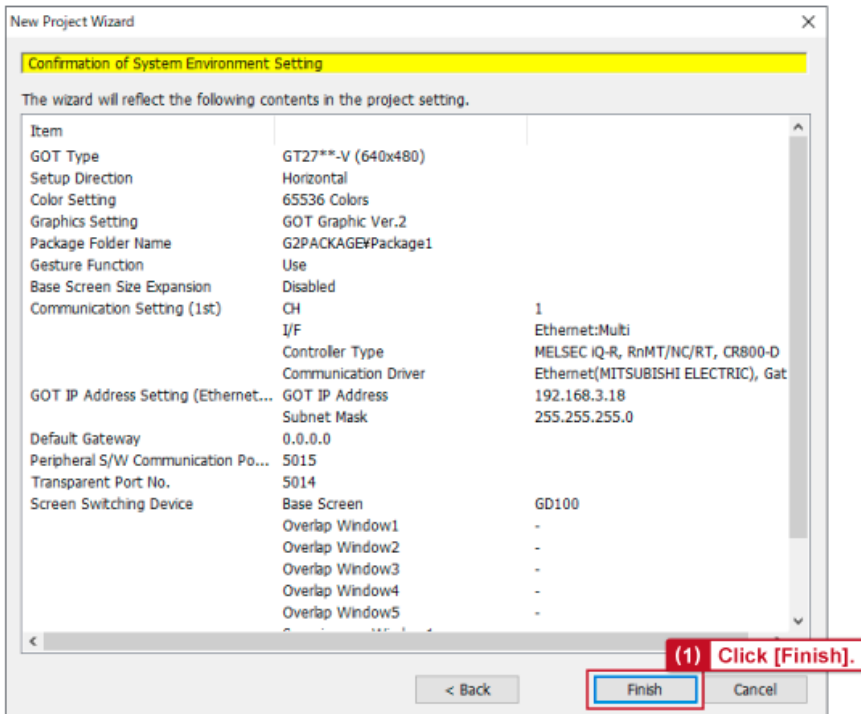 New Project Wizard
Confirmation of System Environment Setting
The wizard will reflect the following contents in the project setting.
Item
GOT Type GT27**-V (640x480)
Setup Direction Horizontal
Color Setting 65536 Colors
Graphics Setting GOT Graphic Ver.2
Package Folder Name G2PACKAGE¥Package1
Gesture Function Use
Base Screen Size Expansion Disabled
Communication Setting (1st) CH 1
I/F Ethernet:Multi
Controller Type MELSEC iQ-R, RnMT/NC/RT, CR800-D
Communication Driver Ethernet(MITSUBISHI ELECTRIC), Gat
GOT IP Address Setting (Ethernet... GOT IP Address 192.168.3.18
Subnet Mask 255.255.255.0
Default Gateway 0.0.0.0
Peripheral S/W Communication Po... 5015
Transparent Port No. 5014
Screen Switching Device Base Screen GD100
Overlap Window1 -
Overlap Window2 -
Overlap Window3 -
Overlap Window4 -
Overlap Window5 -
(1) Click [Finish].
< Back Finish Cancel